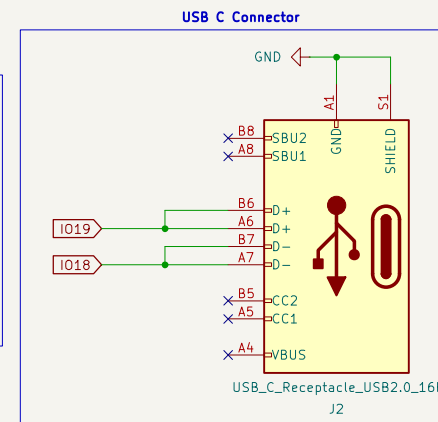 USB C Connector
GND
A1
S1
GND
SHIELD
B8
SBU2
A8
SBU1
B6
D+
IO19
A6
D+
B7
D-
IO18
A7
D-
B5
CC2
A5
CC1
A4
VBUS
USB_C_Receptacle_USB2.0_16
J2